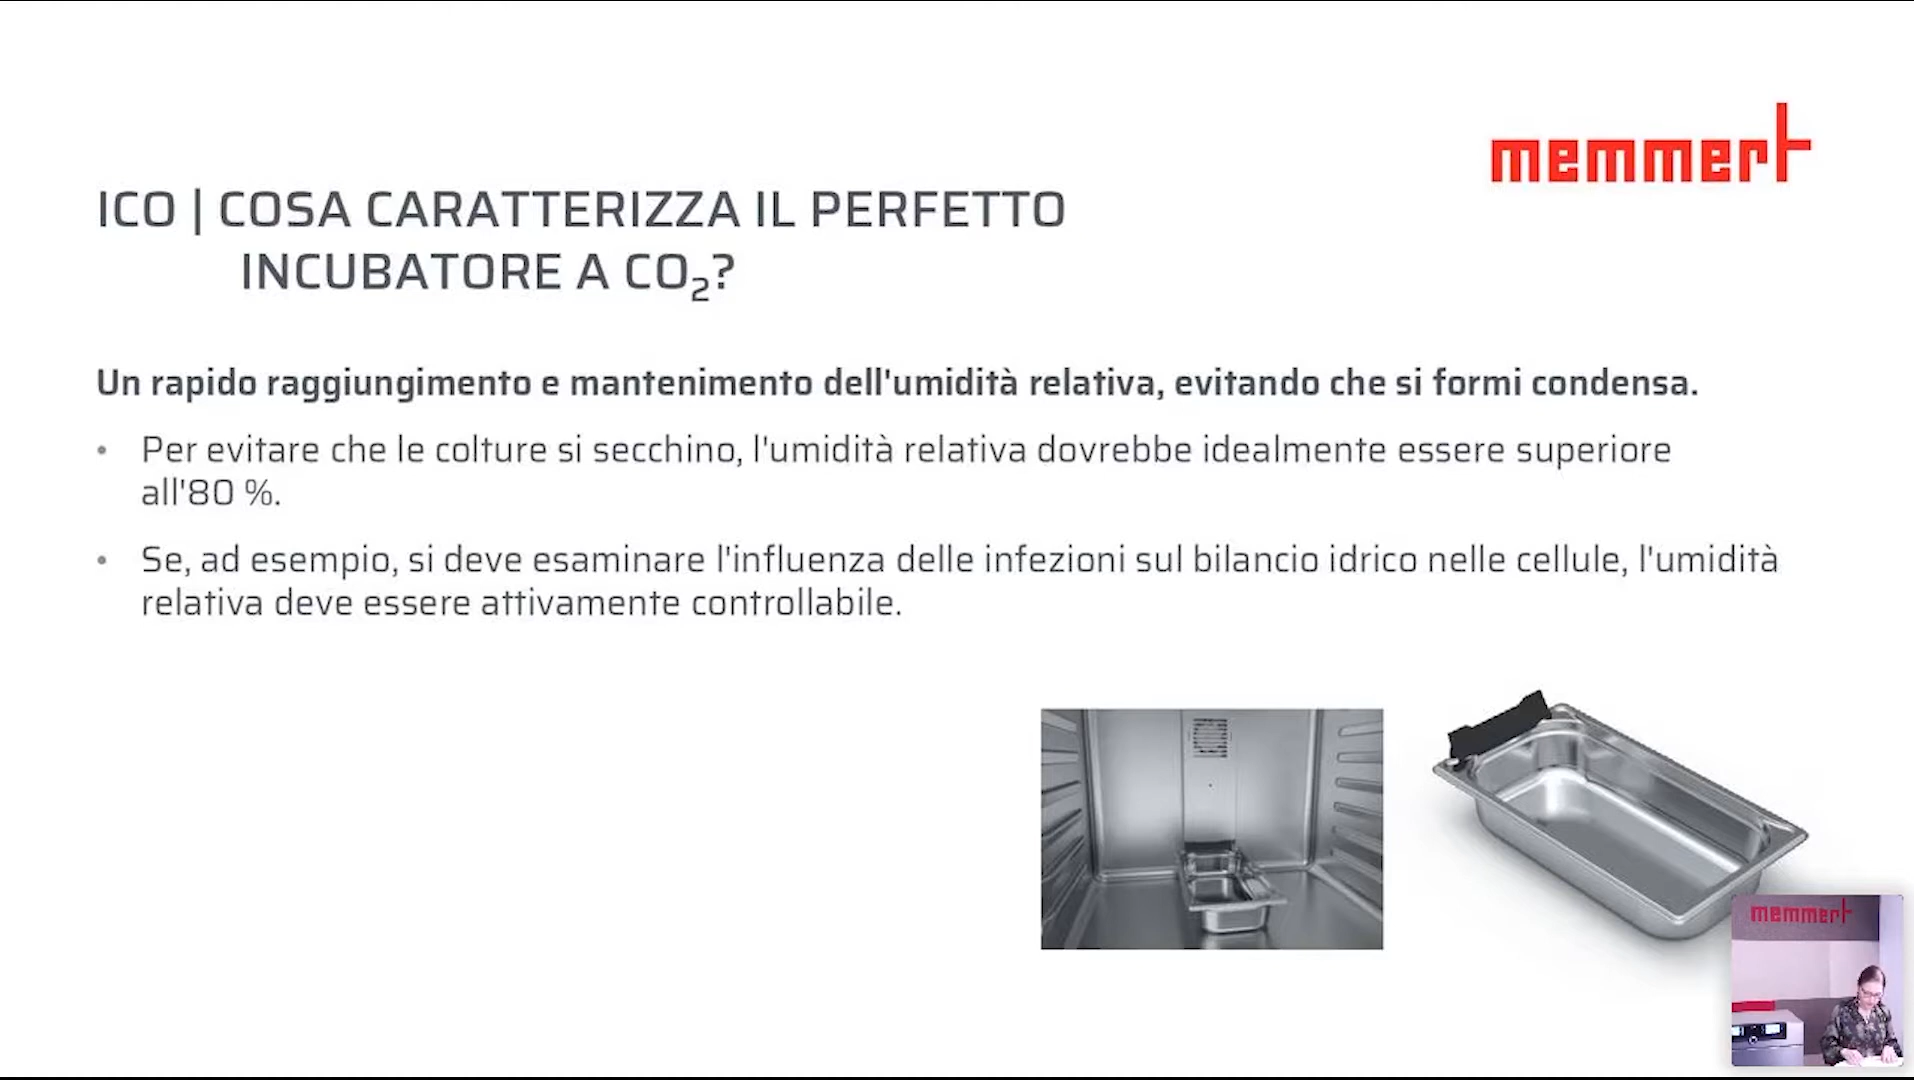 memmert
ICO | COSA CARATTERIZZA IL PERFETTO
INCUBATORE A CO₂?
Un rapido raggiungimento e mantenimento dell'umidità relativa, evitando che si formi condensa.
• Per evitare che le colture si secchino, l'umidità relativa dovrebbe idealmente essere superiore
all'80 %.
• Se, ad esempio, si deve esaminare l'influenza delle infezioni sul bilancio idrico nelle cellule, l'umidità
relativa deve essere attivamente controllabile.
memmert